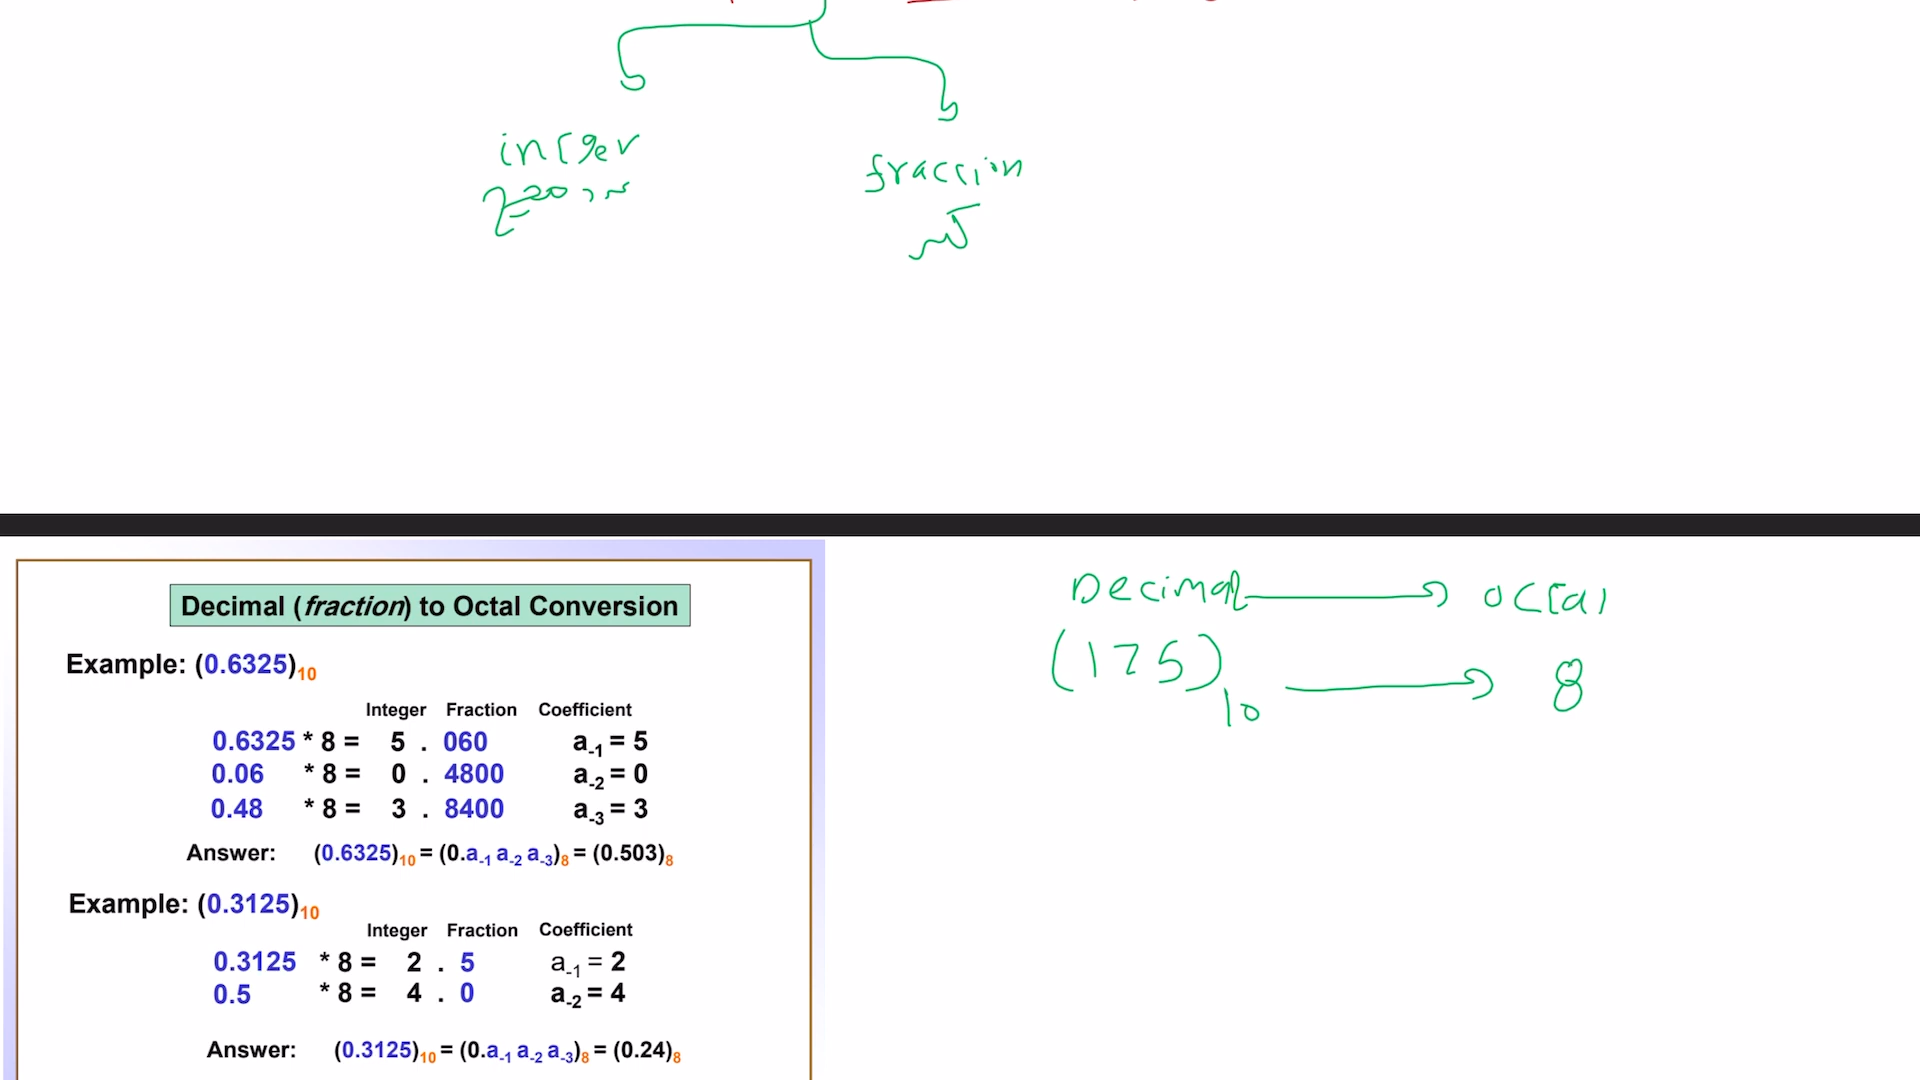 integer
fraction
Decimal (fraction) to Octal Conversion
Example: (0.6325)10
Integer Fraction Coefficient
0.6325 * 8 = 5 . 060 a-1 = 5
0.06 * 8 = 0 . 4800 a-2 = 0
0.48 * 8 = 3 . 8400 a-3 = 3
Answer: (0.6325)10 = (0.a-1 a-2 a-3)8 = (0.503)8
Example: (0.3125)10
Integer Fraction Coefficient
0.3125 * 8 = 2 . 5 a-1 = 2
0.5 * 8 = 4 . 0 a-2 = 4
Answer: (0.3125)10 = (0.a-1 a-2 a-3)8 = (0.24)8
Decimal → octal
(175)10 → 8